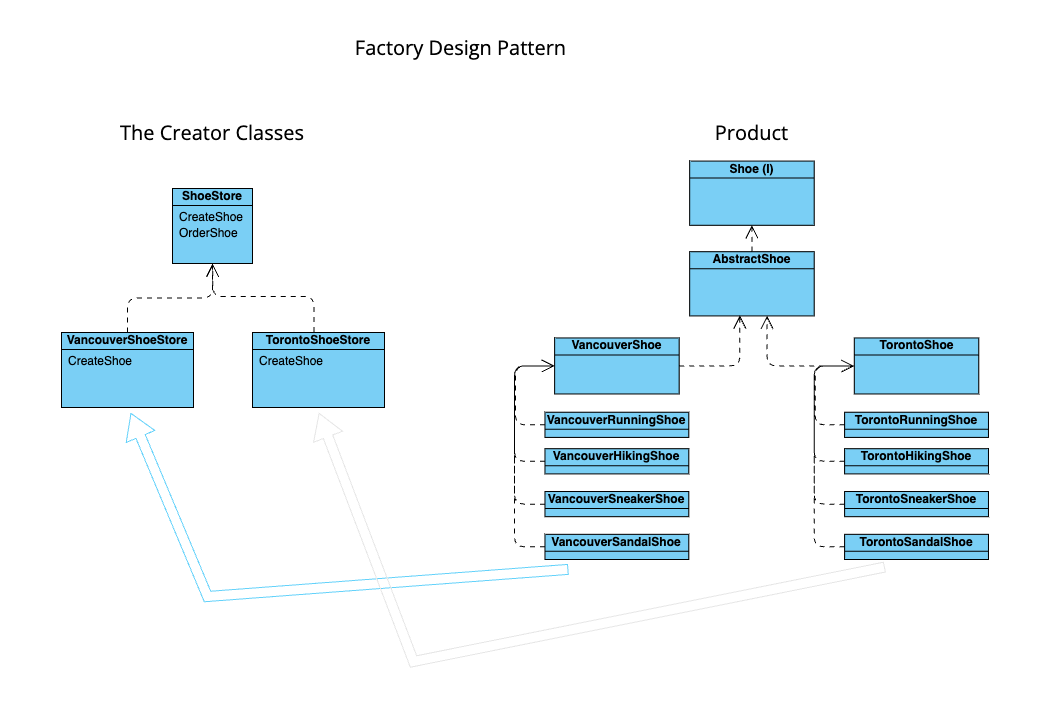 Factory Design Pattern
The Creator Classes
Product
ShoeStore
CreateShoe
OrderShoe
VancouverShoeStore
CreateShoe
TorontoShoeStore
CreateShoe
Shoe (I)
AbstractShoe
VancouverShoe
TorontoShoe
VancouverRunningShoe
VancouverHikingShoe
VancouverSneakerShoe
VancouverSandalShoe
TorontoRunningShoe
TorontoHikingShoe
TorontoSneakerShoe
TorontoSandalShoe